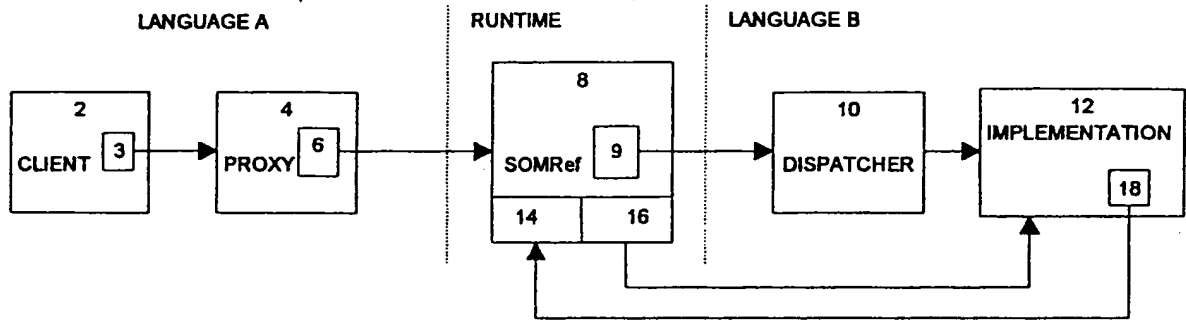 LANGUAGE A
RUNTIME
LANGUAGE B
2
CLIENT
3
4
PROXY
6
8
SOMRef
9
14
16
10
DISPATCHER
12
IMPLEMENTATION
18